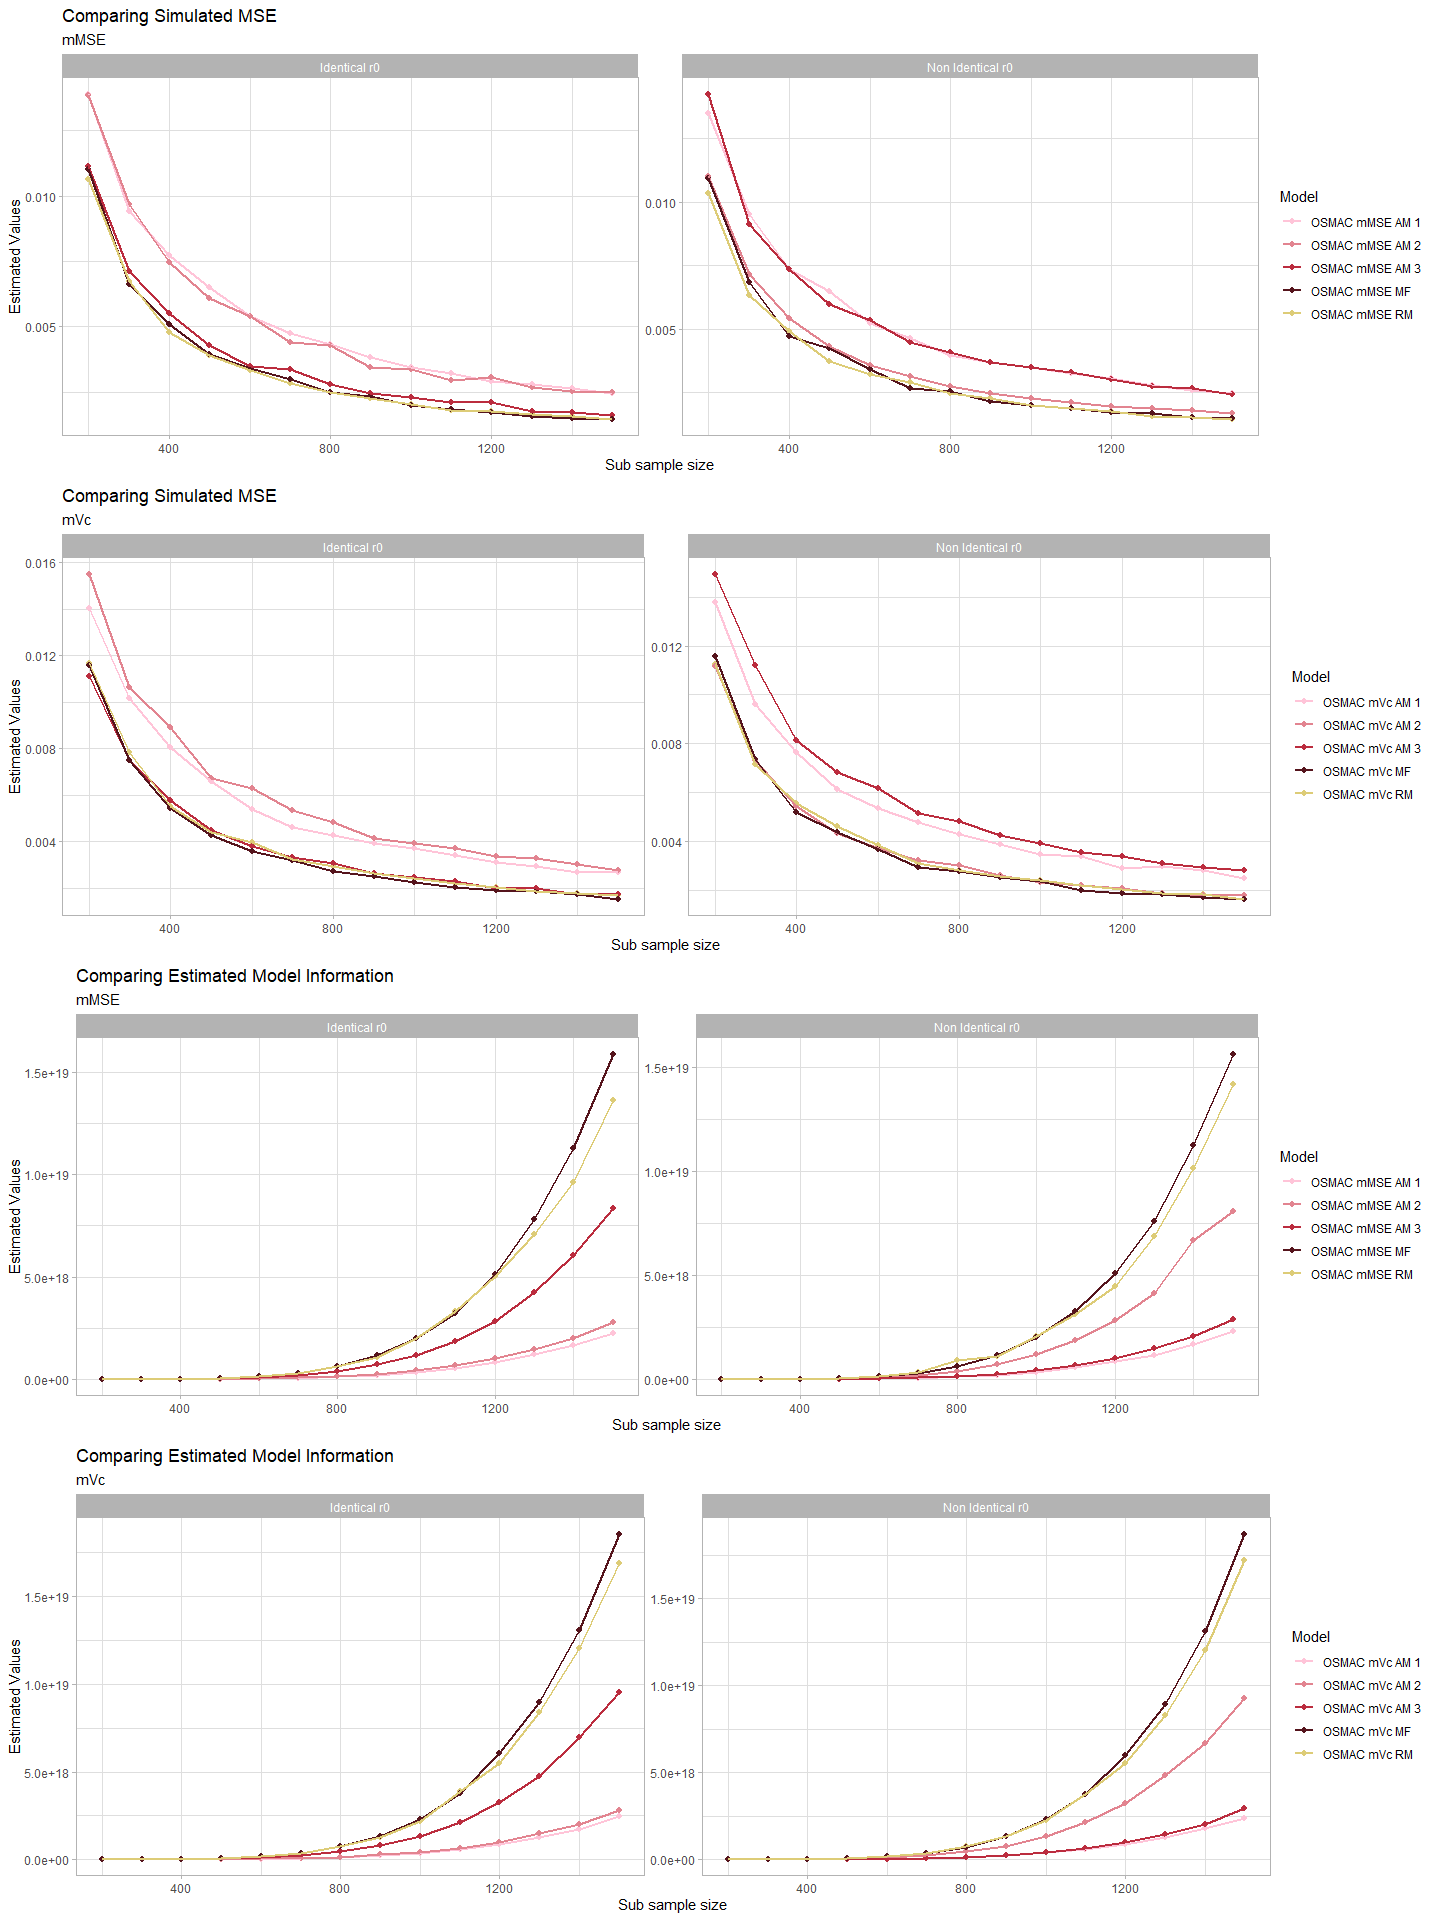 Comparing Simulated MSE
mMSE
Identical r0
Non Identical r0
Estimated Values
0.010
0.005
0.010
0.005
400
800
1200
400
800
1200
Sub sample size
Model
OSMAC mMSE AM 1
OSMAC mMSE AM 2
OSMAC mMSE AM 3
OSMAC mMSE MF
OSMAC mMSE RM
Comparing Simulated MSE
mVc
Identical r0
Non Identical r0
Estimated Values
0.016
0.012
0.008
0.004
0.012
0.008
0.004
400
800
1200
400
800
1200
Sub sample size
Model
OSMAC mVc AM 1
OSMAC mVc AM 2
OSMAC mVc AM 3
OSMAC mVc MF
OSMAC mVc RM
Comparing Estimated Model Information
mMSE
Identical r0
Non Identical r0
Estimated Values
1.5e+19
1.0e+19
5.0e+18
0.0e+00
1.5e+19
1.0e+19
5.0e+18
0.0e+00
400
800
1200
400
800
1200
Sub sample size
Model
OSMAC mMSE AM 1
OSMAC mMSE AM 2
OSMAC mMSE AM 3
OSMAC mMSE MF
OSMAC mMSE RM
Comparing Estimated Model Information
mVc
Identical r0
Non Identical r0
Estimated Values
1.5e+19
1.0e+19
5.0e+18
0.0e+00
1.5e+19
1.0e+19
5.0e+18
0.0e+00
400
800
1200
400
800
1200
Sub sample size
Model
OSMAC mVc AM 1
OSMAC mVc AM 2
OSMAC mVc AM 3
OSMAC mVc MF
OSMAC mVc RM